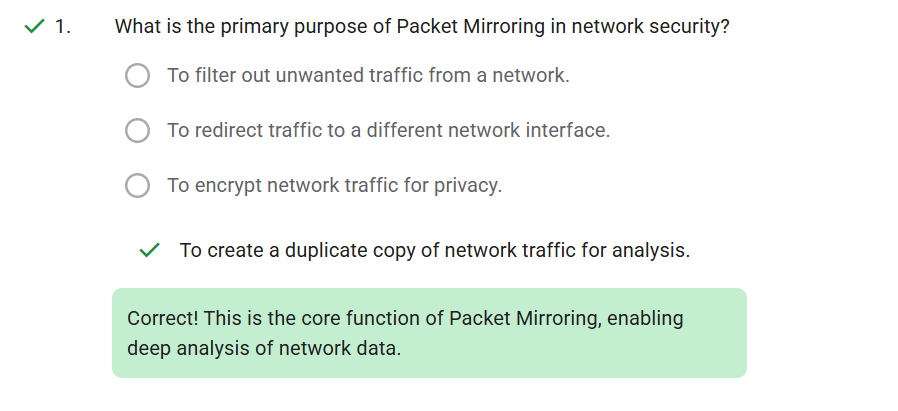 1. What is the primary purpose of Packet Mirroring in network security?
To filter out unwanted traffic from a network.
To redirect traffic to a different network interface.
To encrypt network traffic for privacy.
To create a duplicate copy of network traffic for analysis.
Correct! This is the core function of Packet Mirroring, enabling
deep analysis of network data.